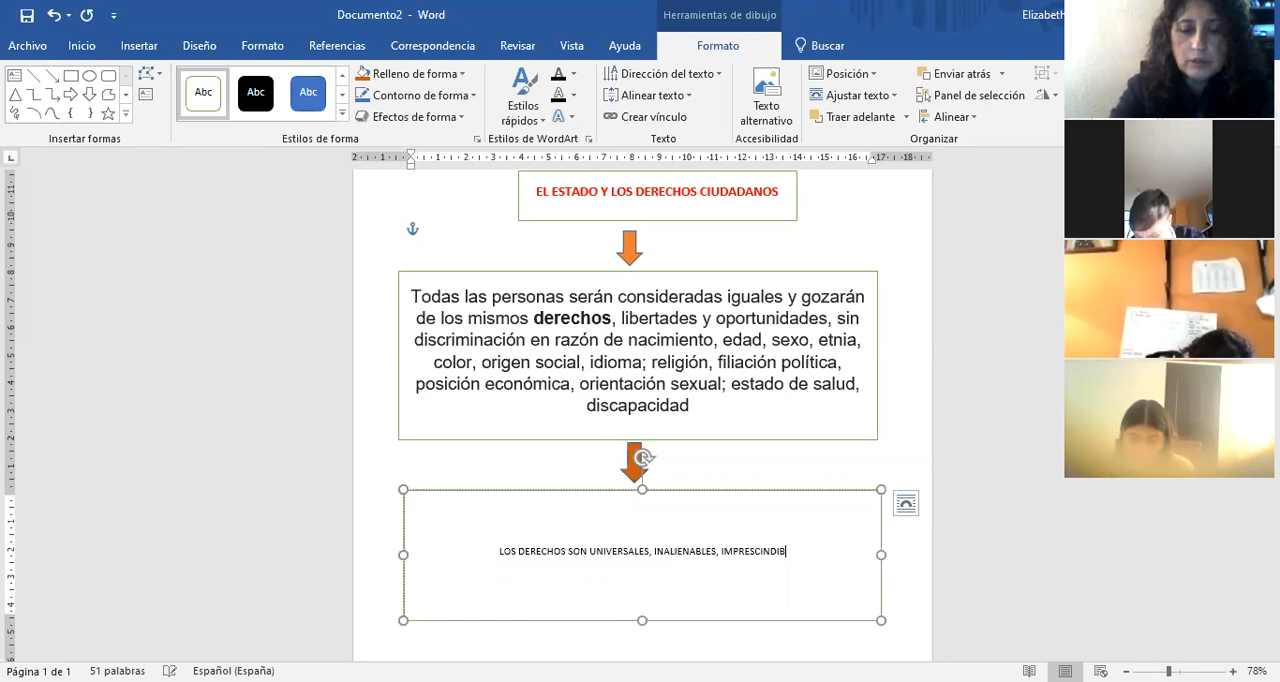 Documento2 - Word
Herramientas de dibujo
Elizabeth
Archivo
Inicio
Insertar
Diseño
Formato
Referencias
Correspondencia
Revisar
Vista
Ayuda
Formato
Buscar
Abc
Abc
Abc
Relleno de forma
Contorno de forma
Efectos de forma
Estilos
rápidos
Dirección del texto
Alinear texto
Crear vínculo
Texto
alternativo
Posición
Ajustar texto
Traer adelante
Enviar atrás
Panel de selección
Alinear
Insertar formas
Estilos de forma
Estilos de WordArt
Texto
Accesibilidad
Organizar
EL ESTADO Y LOS DERECHOS CIUDADANOS
Todas las personas serán consideradas iguales y gozarán
de los mismos derechos, libertades y oportunidades, sin
discriminación en razón de nacimiento, edad, sexo, etnia,
color, origen social, idioma; religión, filiación política,
posición económica, orientación sexual; estado de salud,
discapacidad
LOS DERECHOS SON UNIVERSALES, INALIENABLES, IMPRESCINDIB
Página 1 de 1
51 palabras
Español (España)
78%